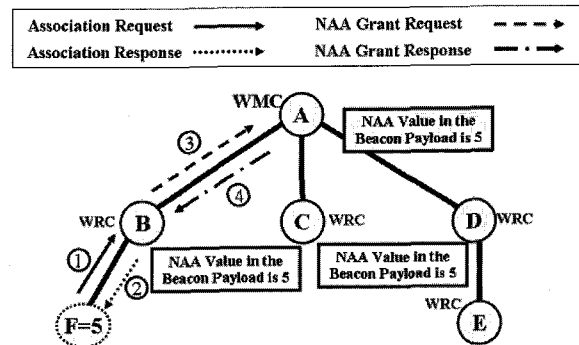 Association Request
NAA Grant Request
Association Response
NAA Grant Response
WMC
A
NAA Value in the
Beacon Payload is 5
3
4
WRC
B
C
WRC
D
WRC
1
2
NAA Value in the
Beacon Payload is 5
NAA Value in the
Beacon Payload is 5
F=5
WRC
E